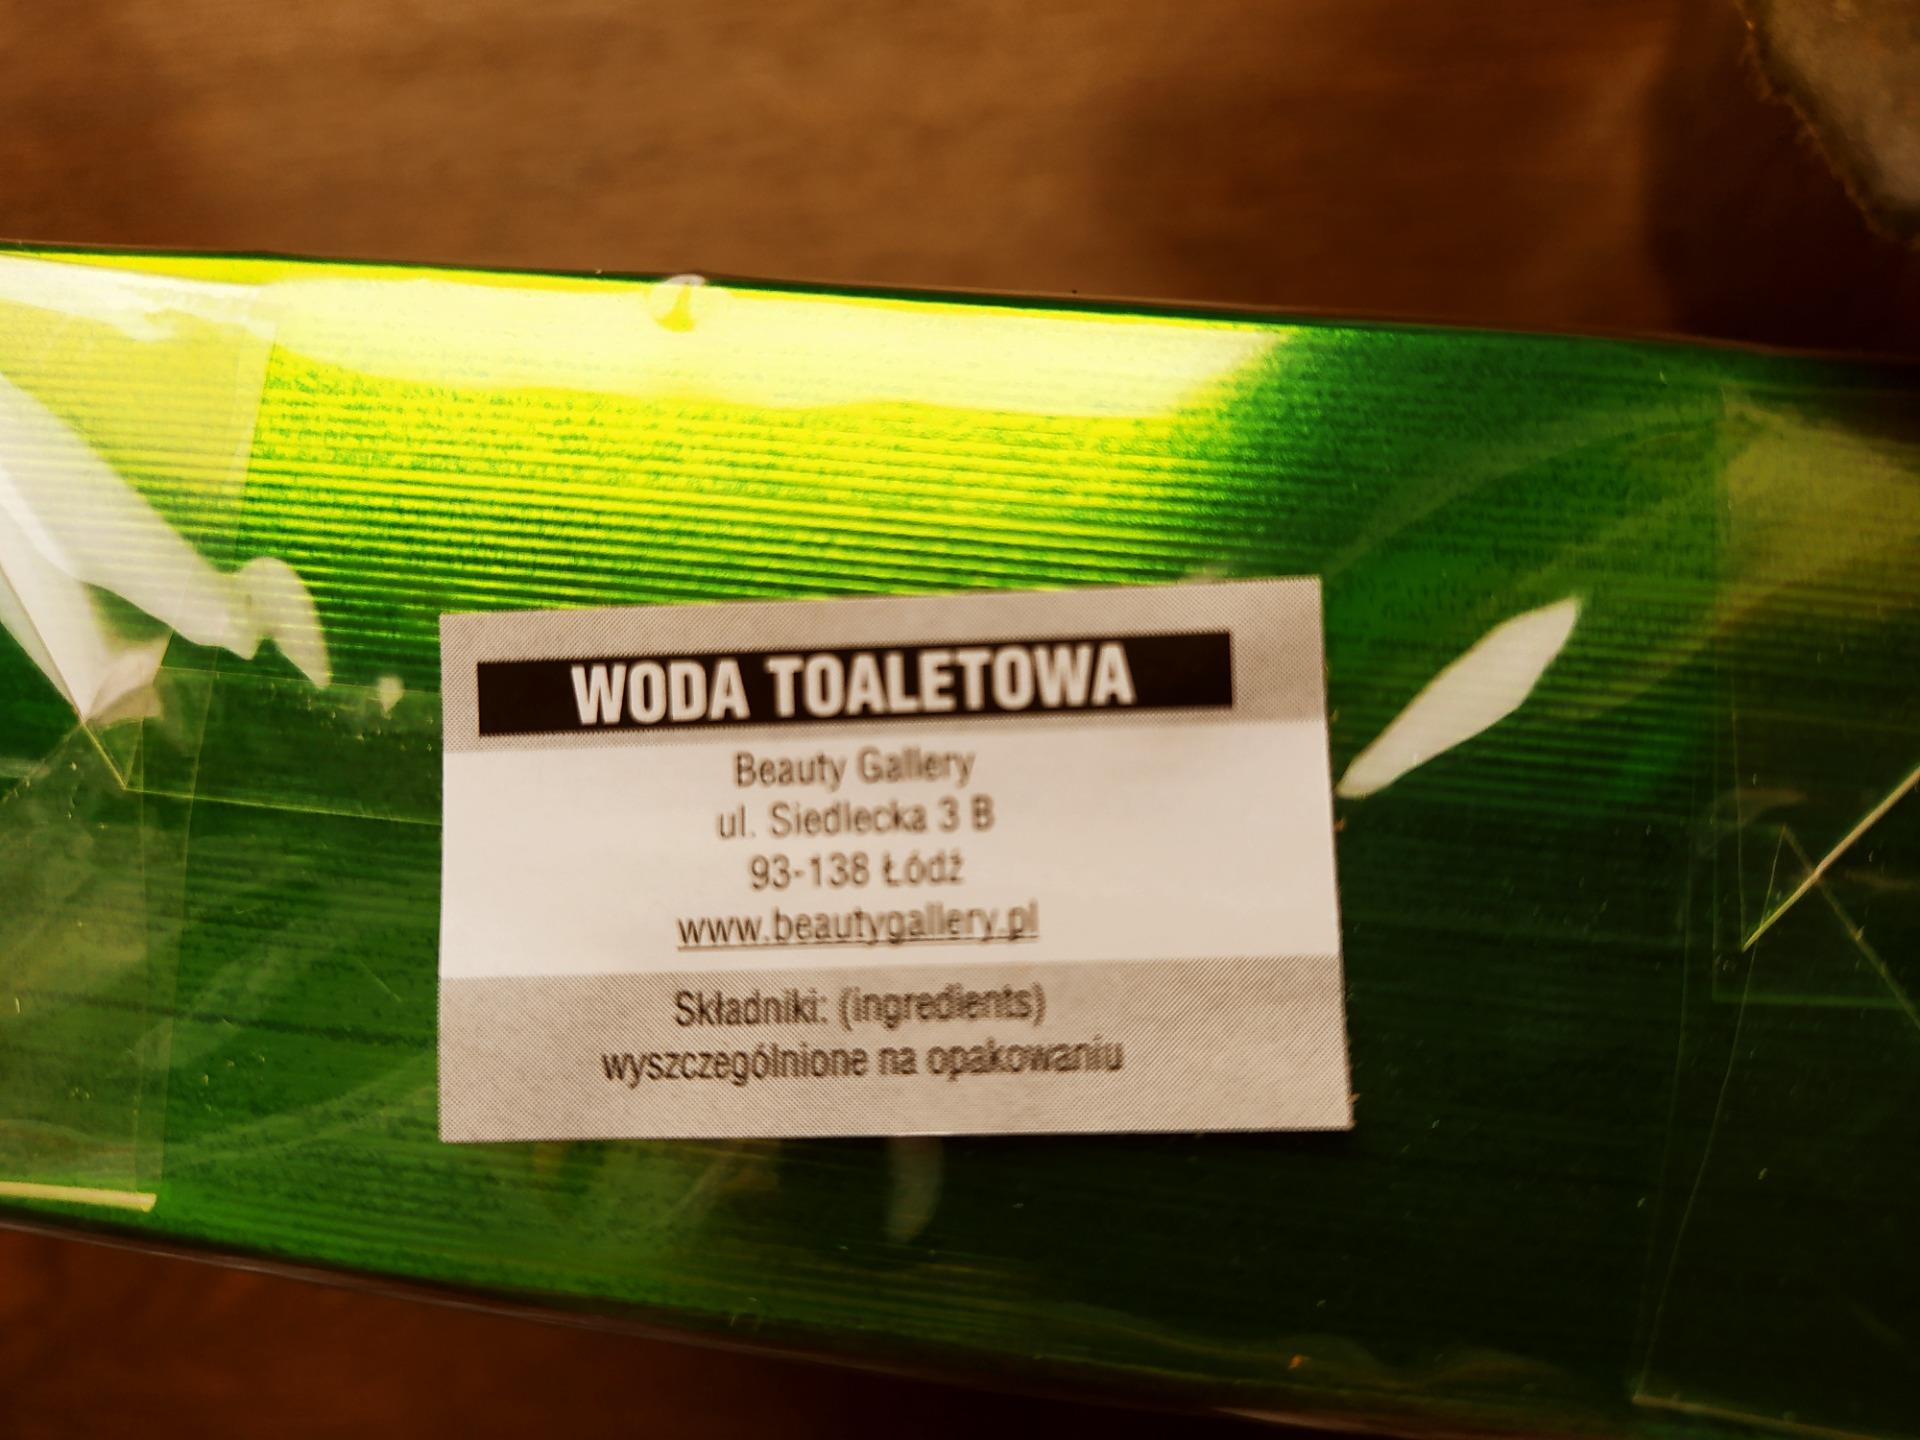 WODA TOALETOWA
Beauty Gallery
ul. Siedlecka 3 B
93-138 Łódź
www.beautygallery.pl
Składniki: (ingredients)
wyszczególnione na opakowaniu